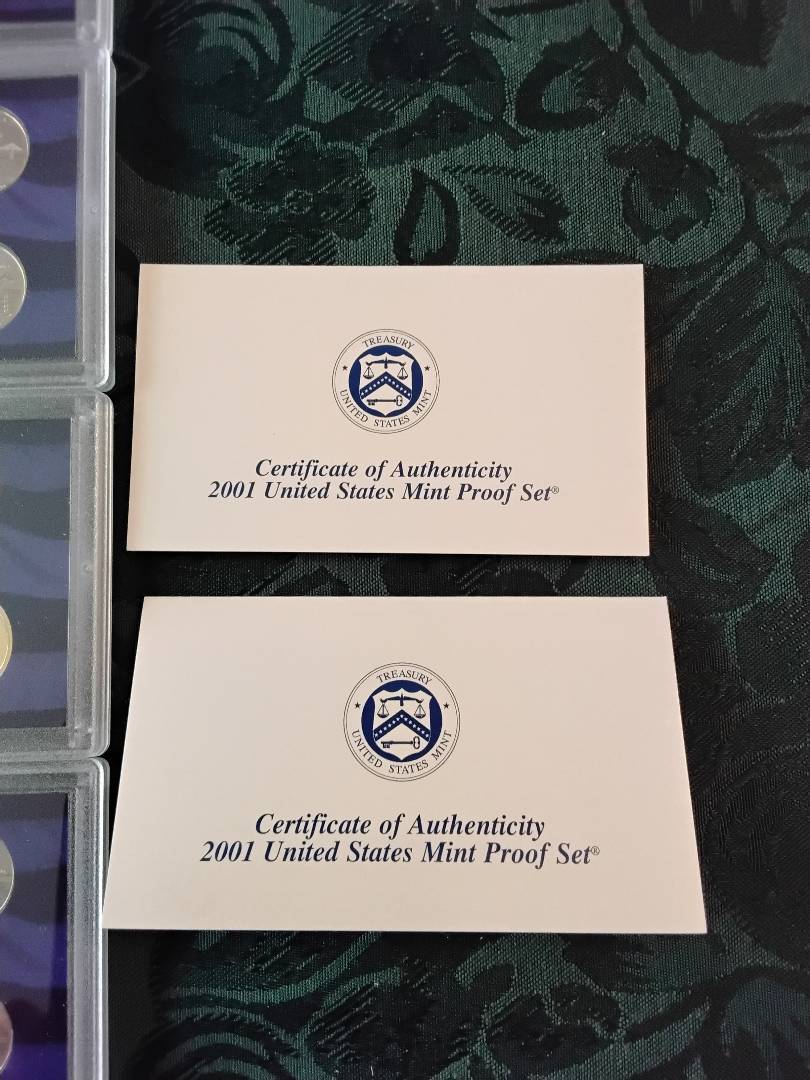 TREASURY
UNITED STATES MINT
Certificate of Authenticity
2001 United States Mint Proof Set®
TREASURY
UNITED STATES MINT
Certificate of Authenticity
2001 United States Mint Proof Set®